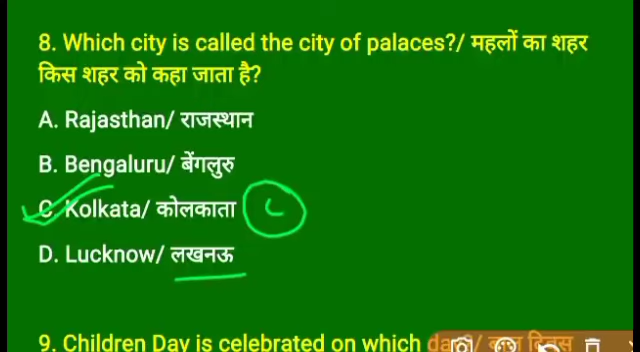 8. Which city is called the city of palaces?/ महलों का शहर
किस शहर को कहा जाता है?
A. Rajasthan/ राजस्थान
B. Bengaluru/ बेंगलुरु
C. Kolkata/ कोलकाता C
D. Lucknow/ लखनऊ
9. Children Day is celebrated on which